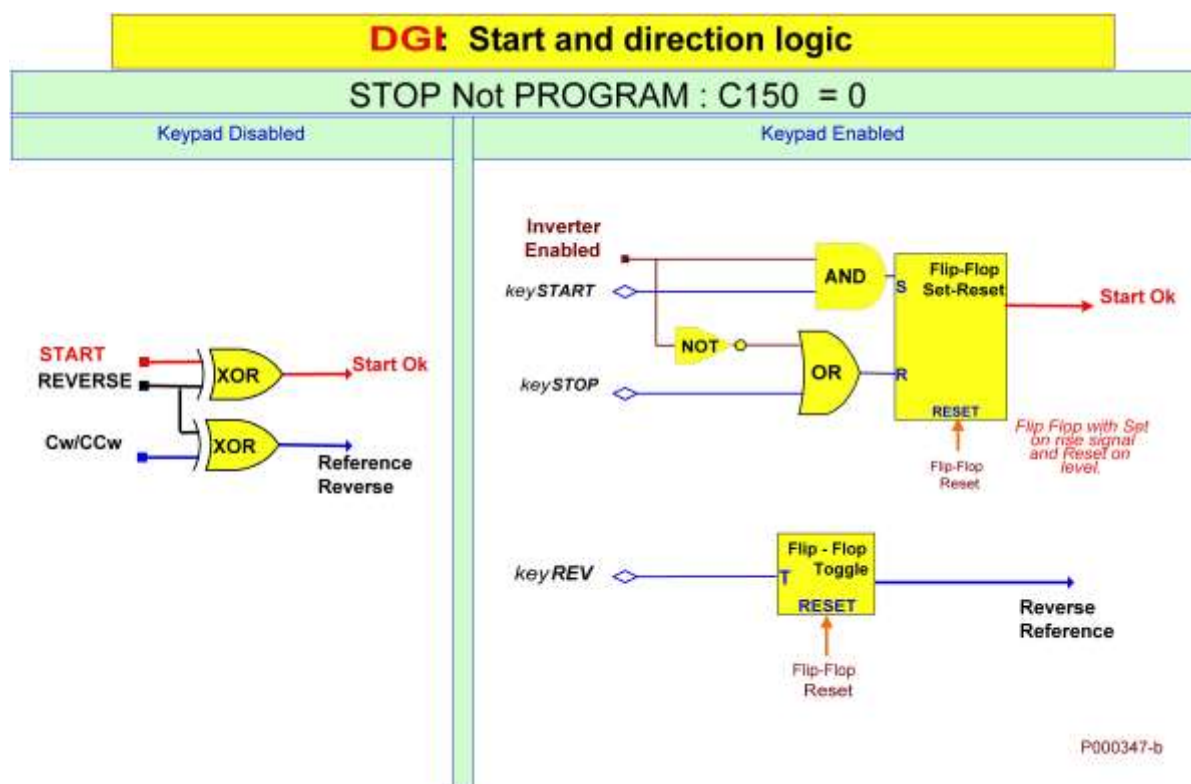 DGI: Start and direction logic
STOP Not PROGRAM : C150 = 0
Keypad Disabled
START
REVERSE
XOR
Start Ok
Cw/CCw
XOR
Reference
Reverse
Keypad Enabled
Inverter
Enabled
keySTART
AND
Flip-Flop
Set-Reset
S
Start Ok
NOT
keySTOP
OR
R
RESET
Flip-Flop
Reset
Flip Flop with Set
on rise signal
and Reset on
level.
keyREV
Flip - Flop
Toggle
T
RESET
Reverse
Reference
Flip-Flop
Reset
P000347-b